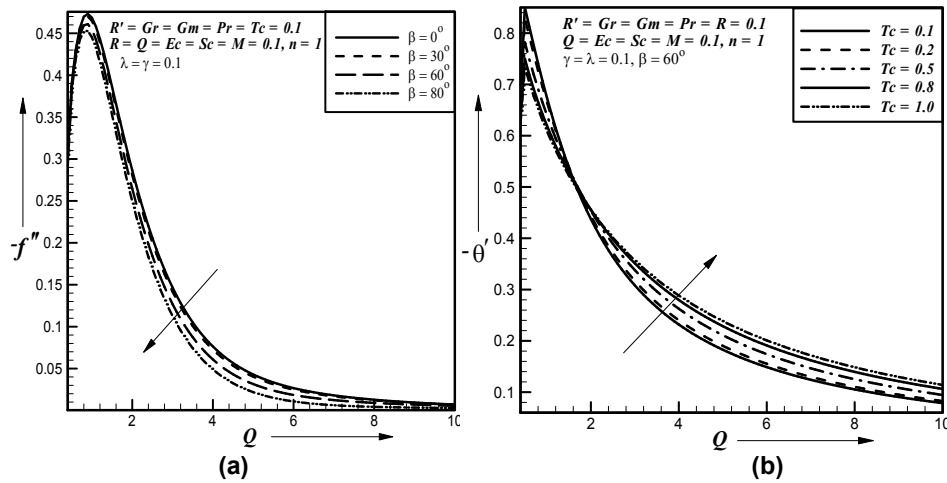 R' = Gr = Gm = Pr = Tc = 0.1
R = Q = Ec = Sc = M = 0.1, n = 1
λ = γ = 0.1
β = 0°
β = 30°
β = 60°
β = 80°
0.45
0.4
0.35
0.3
0.25
0.2
0.15
0.1
0.05
-f''
2
4
6
8
10
Q
(a)
R' = Gr = Gm = Pr = R = 0.1
Q = Ec = Sc = M = 0.1, n = 1
γ = λ = 0.1, β = 60°
Tc = 0.1
Tc = 0.2
Tc = 0.5
Tc = 0.8
Tc = 1.0
0.8
0.7
0.6
0.5
0.4
0.3
0.2
0.1
-θ'
2
4
6
8
10
Q
(b)